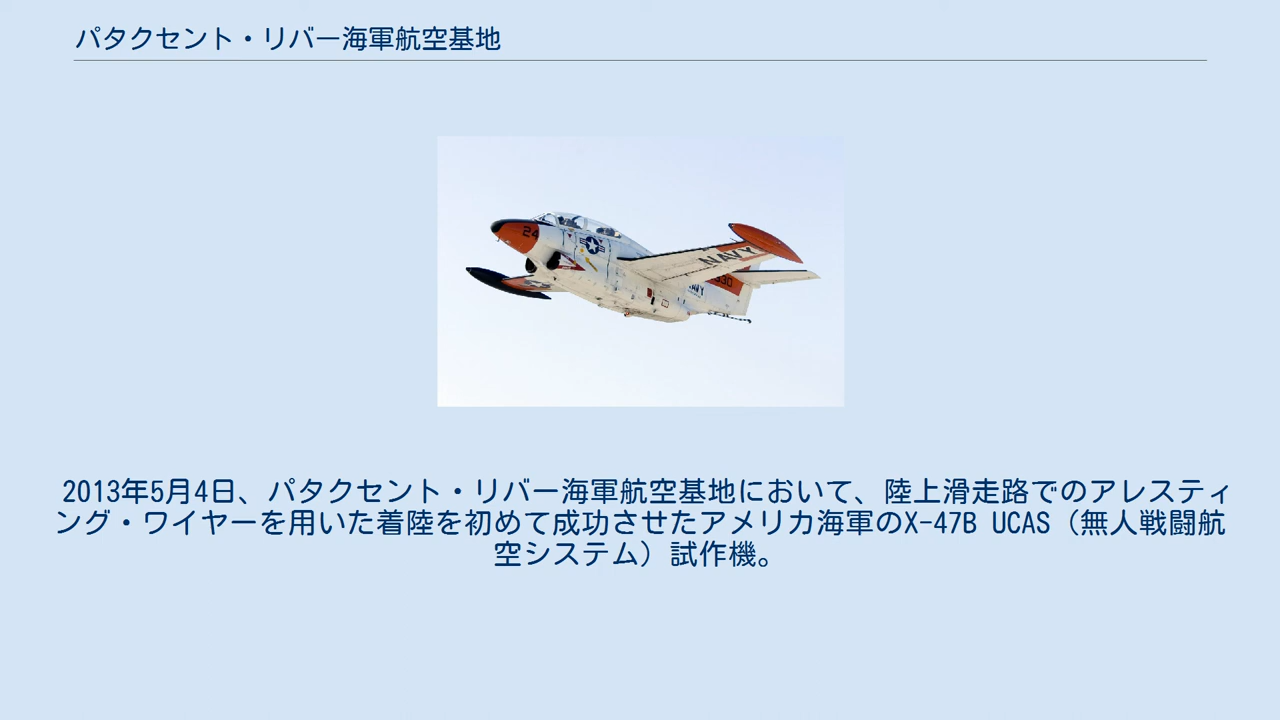 パタクセント・リバー海軍航空基地
24
NAVY
NAVY
2013年5月4日、パタクセント・リバー海軍航空基地において、陸上滑走路でのアレスティ
ング・ワイヤーを用いた着陸を初めて成功させたアメリカ海軍のX-47B UCAS（無人戦闘航
空システム）試作機。